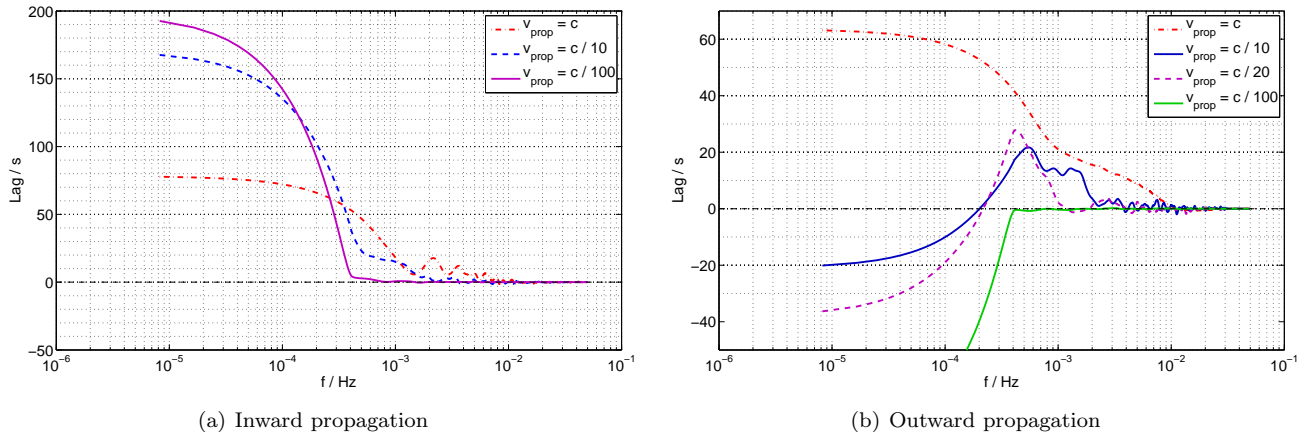 200
150
100
50
0
−50
10^−6
10^−5
10^−4
10^−3
10^−2
10^−1
Lag / s
f / Hz
v_prop = c
v_prop = c / 10
v_prop = c / 100
(a) Inward propagation
60
40
20
0
−20
−40
10^−6
10^−5
10^−4
10^−3
10^−2
10^−1
Lag / s
f / Hz
v_prop = c
v_prop = c / 10
v_prop = c / 20
v_prop = c / 100
(b) Outward propagation